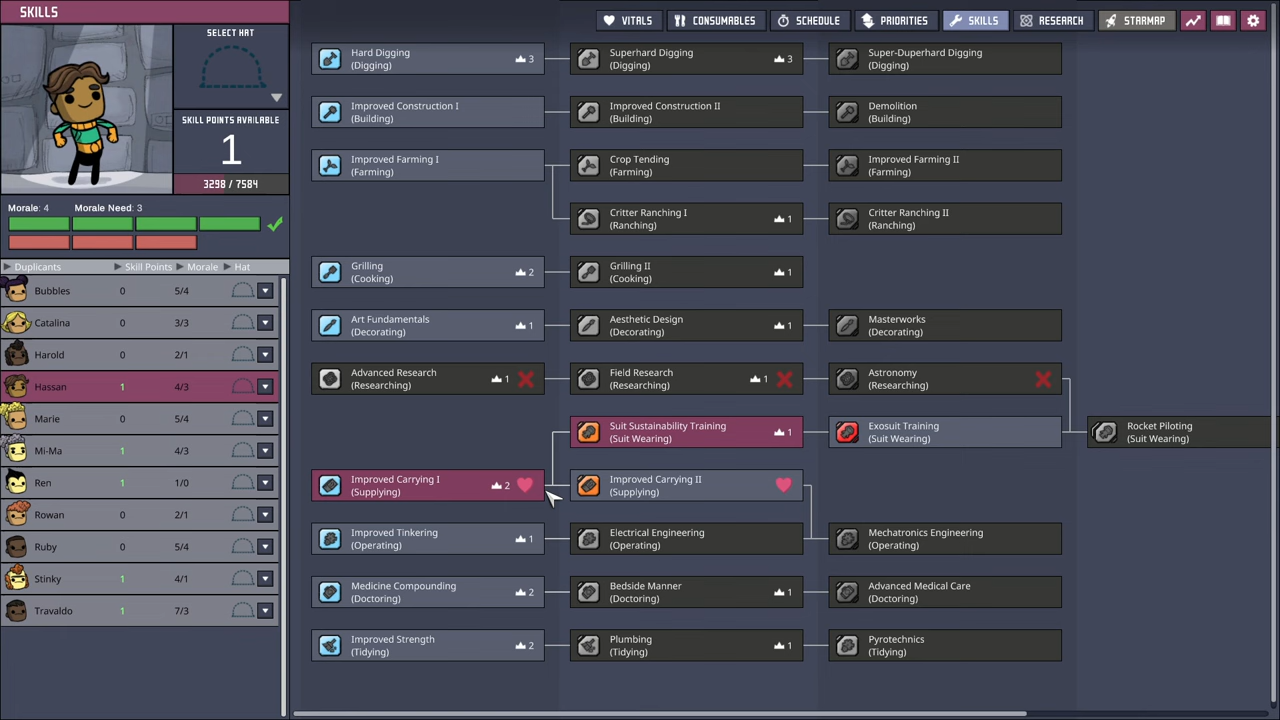 SKILLS
VITALS
CONSUMABLES
SCHEDULE
PRIORITIES
SKILLS
RESEARCH
STARMAP
SELECT HAT
SKILL POINTS AVAILABLE
1
3298 / 7584
Morale: 4
Morale Need: 3
Duplicants
Skill Points
Morale
Hat
Bubbles 0 5/4
Catalina 0 3/3
Harold 0 2/1
Hassan 1 4/3
Marie 0 5/4
Mi-Ma 1 4/3
Ren 1 1/0
Rowan 0 2/1
Ruby 0 5/4
Stinky 1 4/1
Travaldo 1 7/3
Hard Digging
(Digging)
3
Superhard Digging
(Digging)
3
Super-Duperhard Digging
(Digging)
Improved Construction I
(Building)
Improved Construction II
(Building)
Demolition
(Building)
Improved Farming I
(Farming)
Crop Tending
(Farming)
Improved Farming II
(Farming)
Critter Ranching I
(Ranching)
1
Critter Ranching II
(Ranching)
Grilling
(Cooking)
2
Grilling II
(Cooking)
1
Art Fundamentals
(Decorating)
1
Aesthetic Design
(Decorating)
1
Masterworks
(Decorating)
Advanced Research
(Researching)
1
Field Research
(Researching)
1
Astronomy
(Researching)
Suit Sustainability Training
(Suit Wearing)
1
Exosuit Training
(Suit Wearing)
Rocket Piloting
(Suit Wearing)
Improved Carrying I
(Supplying)
2
Improved Carrying II
(Supplying)
Improved Tinkering
(Operating)
1
Electrical Engineering
(Operating)
Mechatronics Engineering
(Operating)
Medicine Compounding
(Doctoring)
2
Bedside Manner
(Doctoring)
1
Advanced Medical Care
(Doctoring)
Improved Strength
(Tidying)
2
Plumbing
(Tidying)
1
Pyrotechnics
(Tidying)